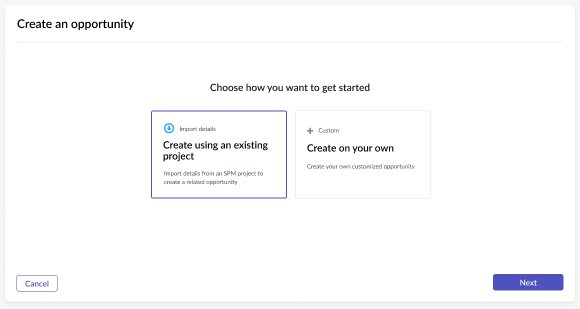 Create an opportunity
Choose how you want to get started
Import details
Create using an existing
project
Import details from an SPM project to
create a related opportunity
Custom
Create on your own
Create your own customized opportunity
Cancel
Next